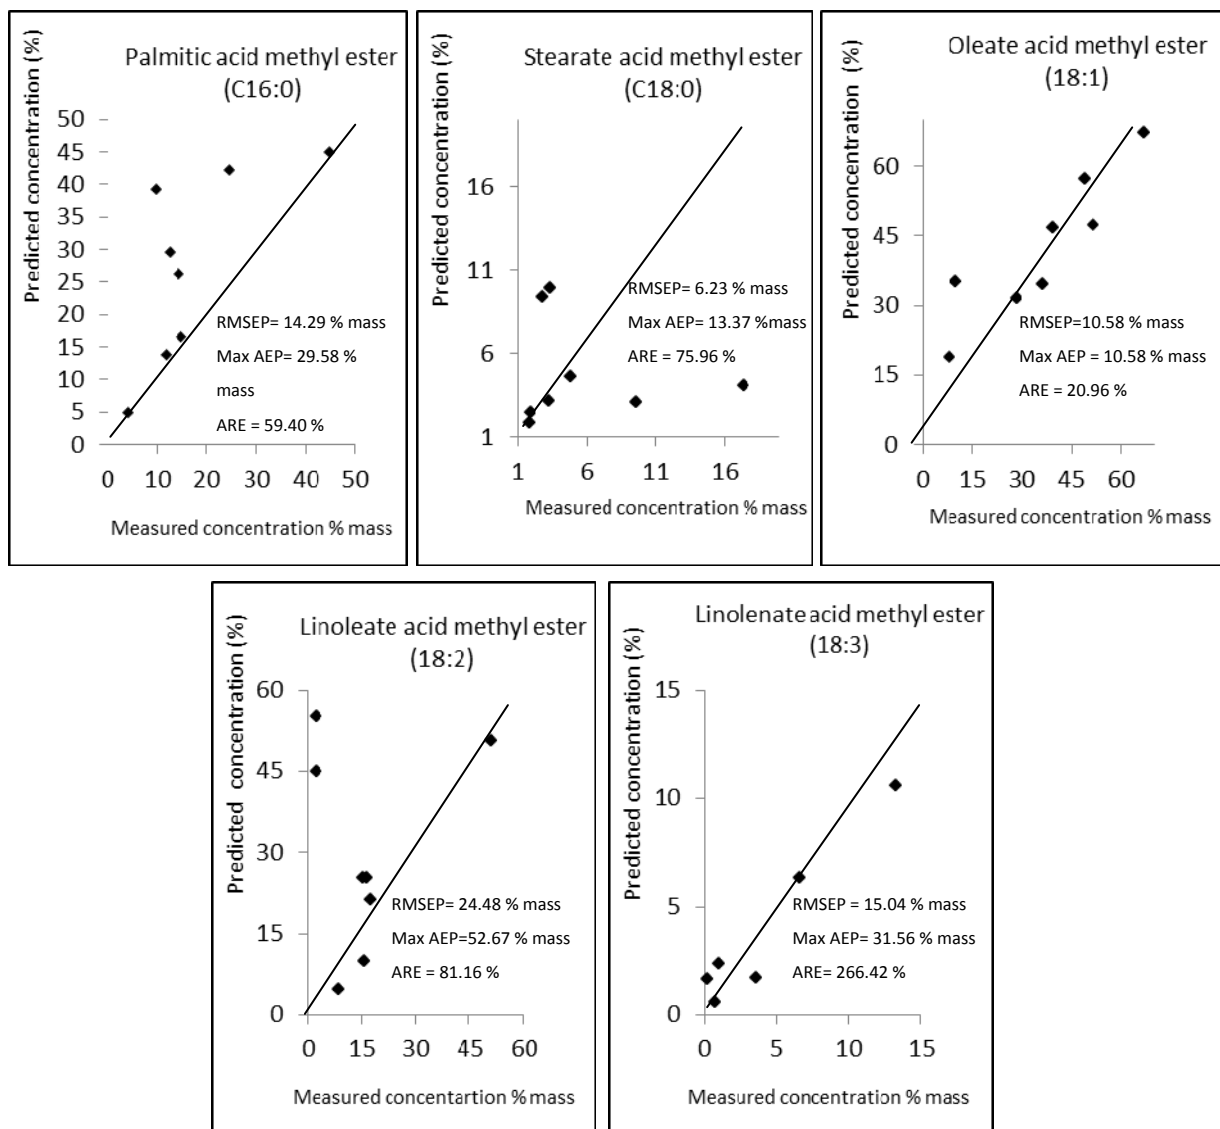 Palmitic acid methyl ester
(C16:0)
Predicted concentration (%)
50
45
40
35
30
25
20
15
10
5
0
RMSEP= 14.29 % mass
Max AEP= 29.58 %
mass
ARE = 59.40 %
0 10 20 30 40 50
Measured concentration % mass
Stearate acid methyl ester
(C18:0)
Predicted concentration (%)
16
11
6
1
RMSEP= 6.23 % mass
Max AEP= 13.37 %mass
ARE = 75.96 %
1 6 11 16
Measured concentration % mass
Oleate acid methyl ester
(18:1)
Predicted concentration (%)
60
45
30
15
0
RMSEP=10.58 % mass
Max AEP = 10.58 % mass
ARE = 20.96 %
0 15 30 45 60
Measured concentration % mass
Linoleate acid methyl ester
(18:2)
Predicted concentration (%)
60
45
30
15
0
RMSEP= 24.48 % mass
Max AEP=52.67 % mass
ARE = 81.16 %
0 15 30 45 60
Measured concentartion % mass
Linolenate acid methyl ester
(18:3)
Predicted concentration (%)
15
10
5
0
RMSEP = 15.04 % mass
Max AEP= 31.56 % mass
ARE= 266.42 %
0 5 10 15
Measured concentration % mass